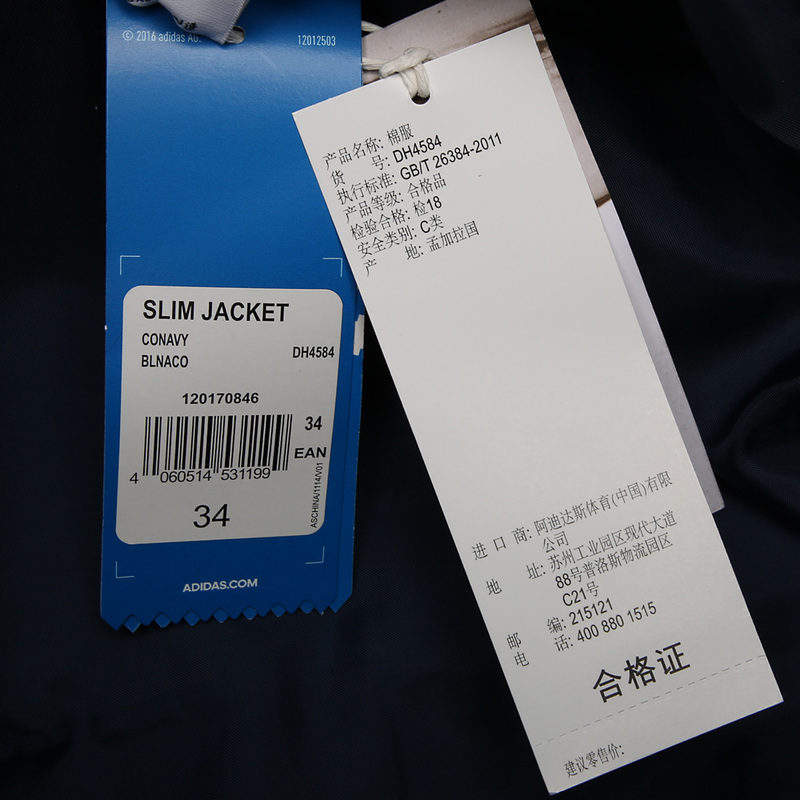 © 2016 adidas AG.
12012503
SLIM JACKET
CONAVY
BLNACO
DH4584
120170846
34
EAN
4 060514 531199
34
ASCHINA/1114/V01
ADIDAS.COM
产品名称: 棉服
货 号: DH4584
执行标准: GB/T 26384-2011
产品等级: 合格品
检验合格: 检18
安全类别: C类
产 地: 孟加拉国
进 口 商: 阿迪达斯体育(中国)有限
公司
地 址: 苏州工业园区现代大道
88号普洛斯物流园区
C21号
邮 编: 215121
电 话: 400 880 1515
合格证
建议零售价: